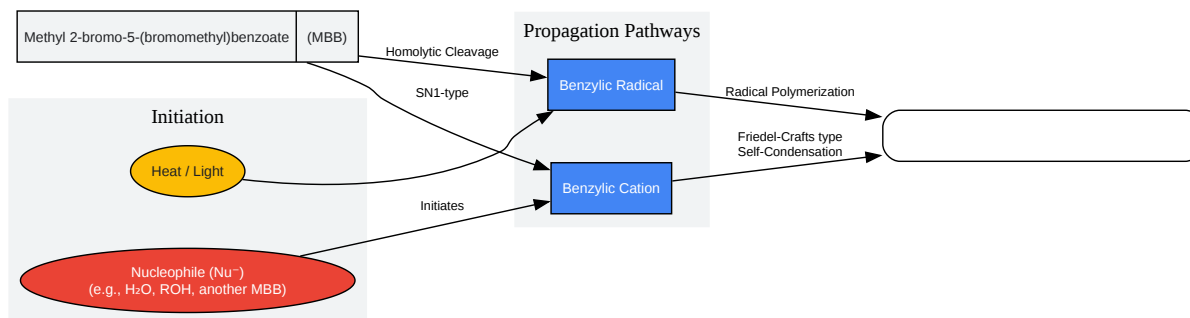 Methyl 2-bromo-5-(bromomethyl)benzoate
(MBB)
Homolytic Cleavage
SN1-type
Propagation Pathways
Benzylic Radical
Benzylic Cation
Radical Polymerization
Friedel-Crafts type
Self-Condensation
Initiation
Heat / Light
Initiates
Nucleophile (Nu⁻)
(e.g., H₂O, ROH, another MBB)